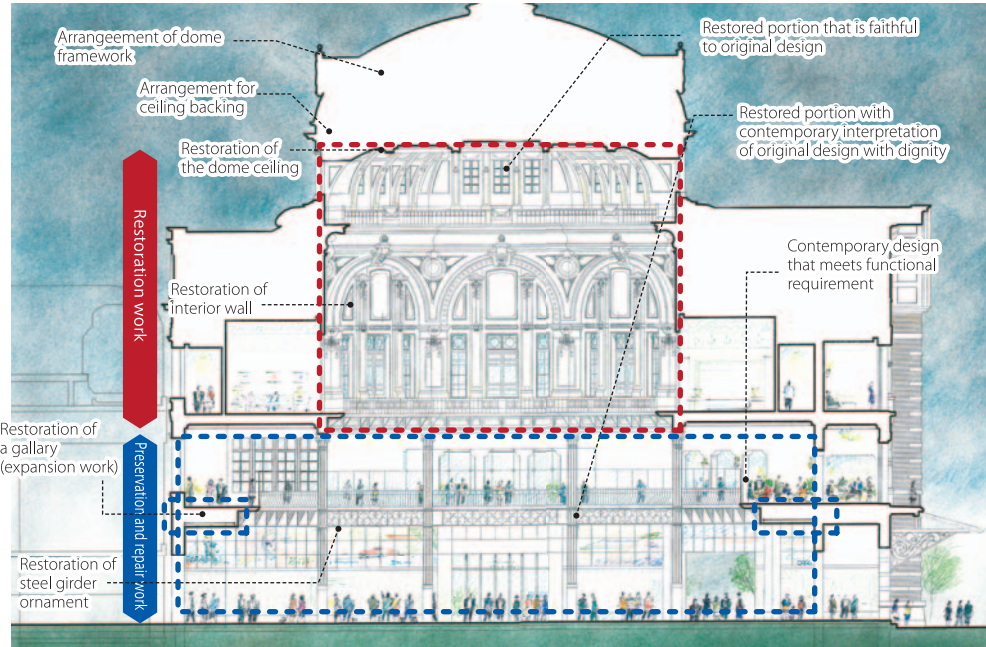 Arrangeement of dome
framework
Arrangement for
ceiling backing
Restoration of
the dome ceiling
Restoration work
Restoration of
interior wall
Restoration of
a gallary
(expansion work)
Preservation and repair work
Restoration of
steel girder
ornament
Restored portion that is faithful
to original design
Restored portion with
contemporary interpretation
of original design with dignity
Contemporary design
that meets functional
requirement